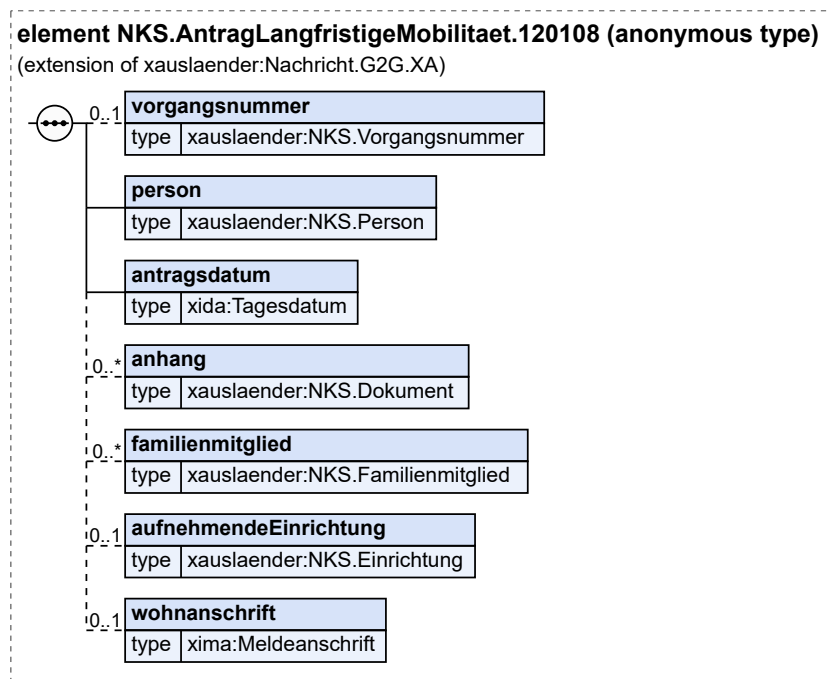 element NKS.AntragLangfristigeMobilitaet.120108 (anonymous type)
(extension of xauslaender:Nachricht.G2G.XA)
0..1 vorgangsnummer
type xauslaender:NKS.Vorgangsnummer
person
type xauslaender:NKS.Person
antragsdatum
type xida:Tagesdatum
0..* anhang
type xauslaender:NKS.Dokument
0..* familienmitglied
type xauslaender:NKS.Familienmitglied
0..1 aufnehmendeEinrichtung
type xauslaender:NKS.Einrichtung
0..1 wohnanschrift
type xima:Meldeanschrift